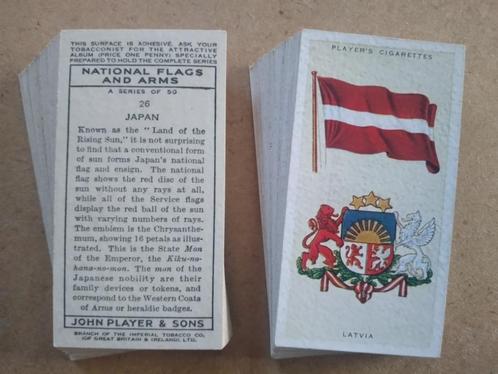 THIS SURFACE IS ADHESIVE. ASK YOUR
TOBACCONIST FOR THE ATTRACTIVE
ALBUM (PRICE ONE PENNY) SPECIALLY
PREPARED TO HOLD THE COMPLETE SERIES
NATIONAL FLAGS
AND ARMS
A SERIES OF 50
26
JAPAN
Known as the "Land of the
Rising Sun," it is not surprising
to find that a conventional form
of sun forms Japan's national
flag and ensign. The national
flag shows the red disc of the
sun without any rays at all,
while all of the Service flags
display the red ball of the sun
with varying numbers of rays.
The emblem is the Chrysanthe-
mum, showing 16 petals as illus-
trated. This is the State Mon
of the Emperor, the Kiku-no-
hana-no-mon. The mon of the
Japanese nobility are their
family devices or tokens, and
correspond to the Western Coats
of Arms or heraldic badges.
JOHN PLAYER & SONS
BRANCH OF THE IMPERIAL TOBACCO CO.
(OF GREAT BRITAIN & IRELAND), LTD.
PLAYER'S CIGARETTES
LATVIA